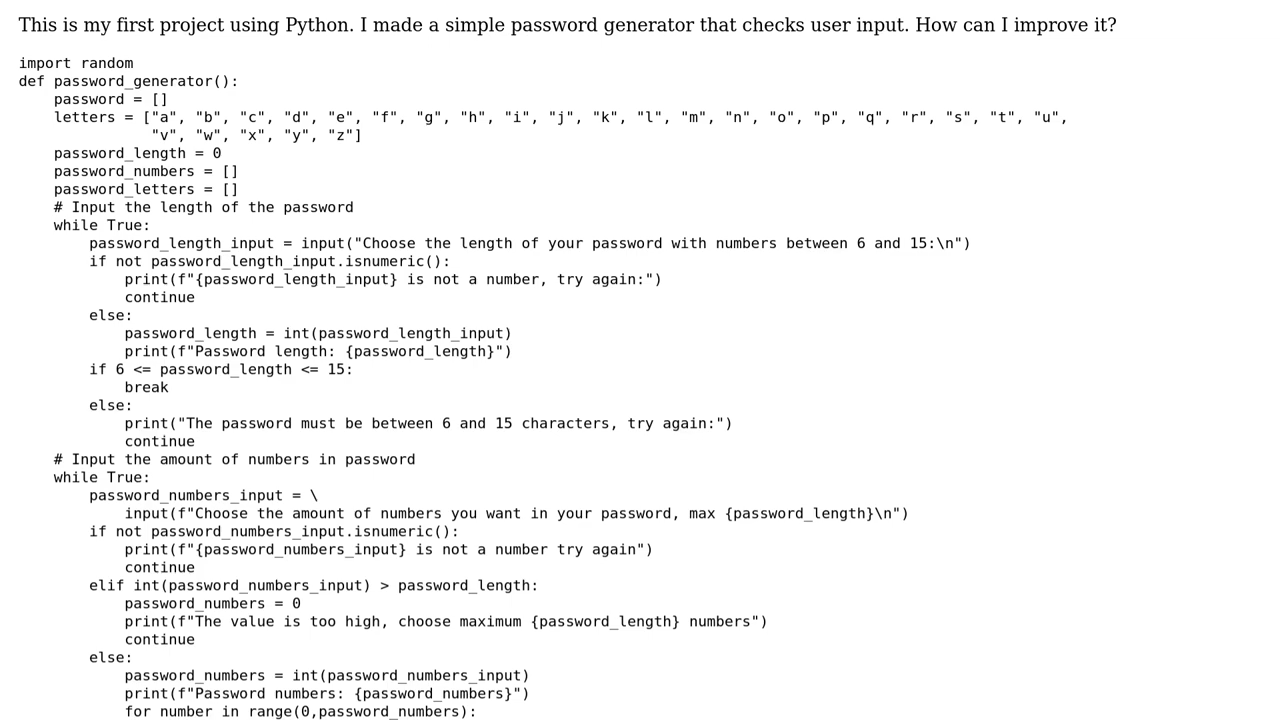 This is my first project using Python. I made a simple password generator that checks user input. How can I improve it?
import random
def password_generator():
    password = []
    letters = ["a", "b", "c", "d", "e", "f", "g", "h", "i", "j", "k", "l", "m", "n", "o", "p", "q", "r", "s", "t", "u",
               "v", "w", "x", "y", "z"]
    password_length = 0
    password_numbers = []
    password_letters = []
    # Input the length of the password
    while True:
        password_length_input = input("Choose the length of your password with numbers between 6 and 15:\n")
        if not password_length_input.isnumeric():
            print(f"{password_length_input} is not a number, try again:")
            continue
        else:
            password_length = int(password_length_input)
            print(f"Password length: {password_length}")
        if 6 <= password_length <= 15:
            break
        else:
            print("The password must be between 6 and 15 characters, try again:")
            continue
    # Input the amount of numbers in password
    while True:
        password_numbers_input = \
            input(f"Choose the amount of numbers you want in your password, max {password_length}\n")
        if not password_numbers_input.isnumeric():
            print(f"{password_numbers_input} is not a number try again")
            continue
        elif int(password_numbers_input) > password_length:
            password_numbers = 0
            print(f"The value is too high, choose maximum {password_length} numbers")
            continue
        else:
            password_numbers = int(password_numbers_input)
            print(f"Password numbers: {password_numbers}")
            for number in range(0,password_numbers):